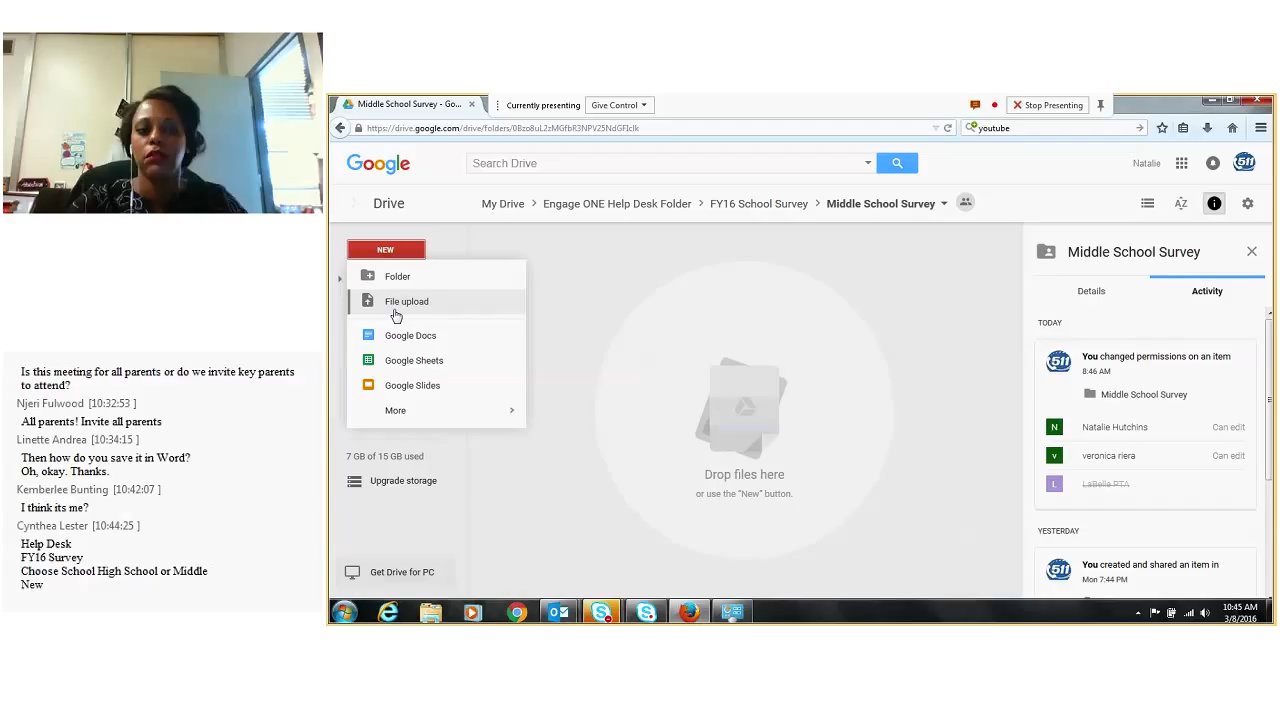 Is this meeting for all parents or do we invite key parents
to attend?
Njeri Fulwood [10:32:53 ]
All parents! Invite all parents
Linette Andrea [10:34:15 ]
Then how do you save it in Word?
Oh, okay. Thanks.
Kemberlee Bunting [10:42:07 ]
I think its me?
Cynthea Lester [10:44:25 ]
Help Desk
FY16 Survey
Choose School High School or Middle
New
Middle School Survey - Go...
Currently presenting
Give Control
Stop Presenting
youtube
Google
Search Drive
Natalie
511
Drive
My Drive > Engage ONE Help Desk Folder > FY16 School Survey > Middle School Survey
NEW
Folder
File upload
Google Docs
Google Sheets
Google Slides
More
7 GB of 15 GB used
Upgrade storage
Get Drive for PC
Drop files here
or use the "New" button.
Middle School Survey
Details
Activity
TODAY
511
You changed permissions on an item
8:46 AM
Middle School Survey
N Natalie Hutchins Can edit
v veronica riera Can edit
L LaBelle PTA
YESTERDAY
511
You created and shared an item in
Mon 7:44 PM
10:45 AM
3/8/2016